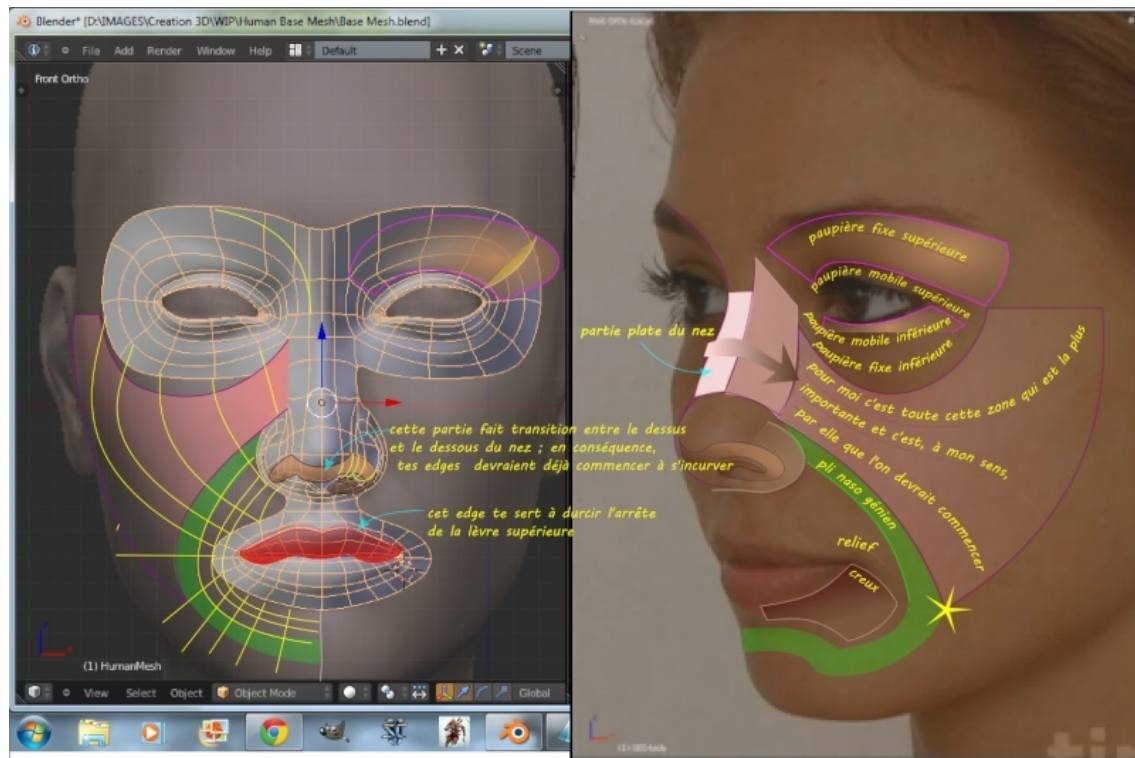 Blender* [D:\IMAGES\Creation 3D\WIP\Human Base Mesh\Base Mesh.blend]
File Add Render Window Help Default Scene
Front Ortho
cette partie fait transition entre le dessus
et le dessous du nez ; en conséquence,
tes edges devraient déjà commencer à s'incurver
cet edge te sert à durcir l'arrête
de la lèvre supérieure
(1) HumanMesh
View Select Object Object Mode Global
Front Ortho (Local)
paupière fixe supérieure
paupière mobile supérieure
paupière mobile inférieure
paupière fixe inférieure
partie plate du nez
pour moi c'est toute cette zone qui est la plus
importante et c'est, à mon sens,
par elle que l'on devrait commencer
pli naso génien
relief
creux